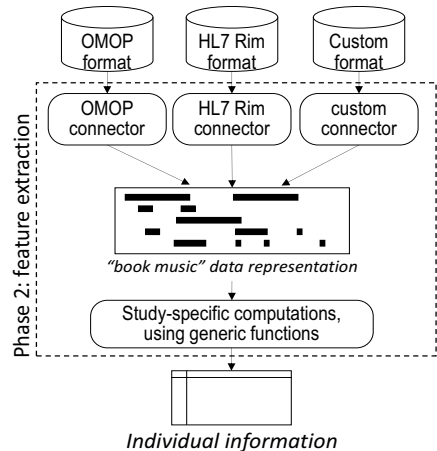 OMOP
format
HL7 Rim
format
Custom
format
Phase 2: feature extraction
OMOP
connector
HL7 Rim
connector
custom
connector
“book music” data representation
Study-specific computations,
using generic functions
Individual information